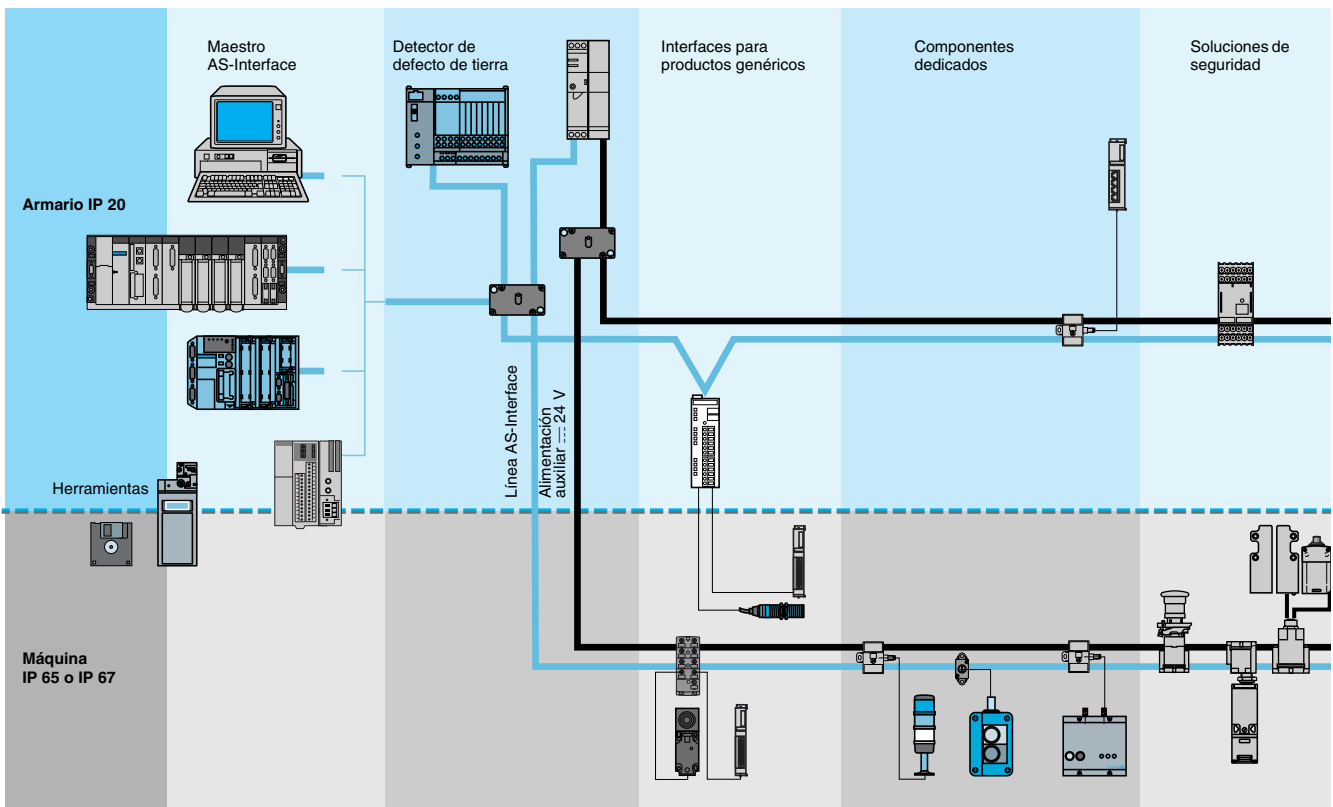 Maestro
AS-Interface
Detector de
defecto de tierra
Interfaces para
productos genéricos
Componentes
dedicados
Soluciones de
seguridad
Armario IP 20
Línea AS-Interface
Alimentación
auxiliar 24 V
Herramientas
Máquina
IP 65 o IP 67